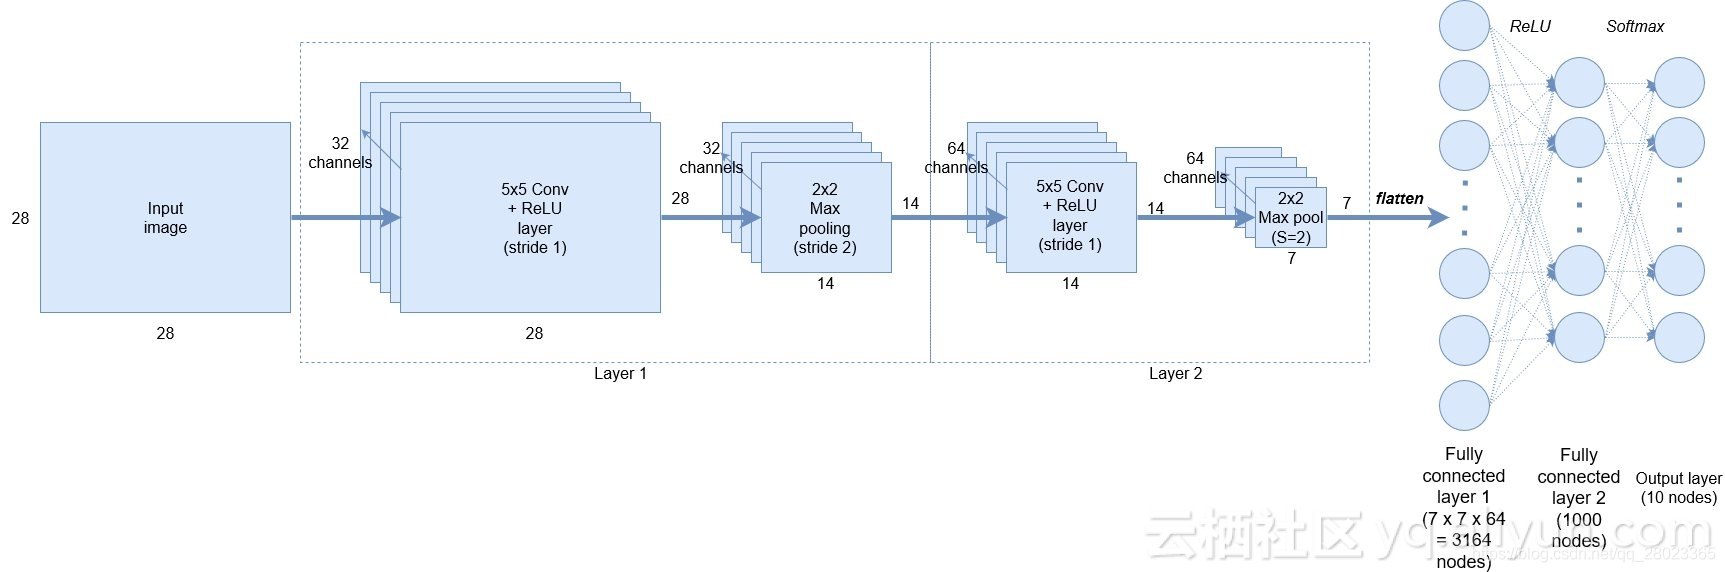 ReLU
Softmax
32
channels
28
Input
image
28
5x5 Conv
+ ReLU
layer
(stride 1)
28
28
32
channels
2x2
Max
pooling
(stride 2)
14
14
Layer 1
64
channels
5x5 Conv
+ ReLU
layer
(stride 1)
14
14
64
channels
2x2
Max pool
(S=2)
7
7
Layer 2
flatten
Fully
connected
layer 1
(7 x 7 x 64
= 3164
nodes)
Fully
connected
layer 2
(1000
nodes)
Output layer
(10 nodes)
云栖社区 yq.aliyun.com
https://blog.csdn.net/qq_28023365